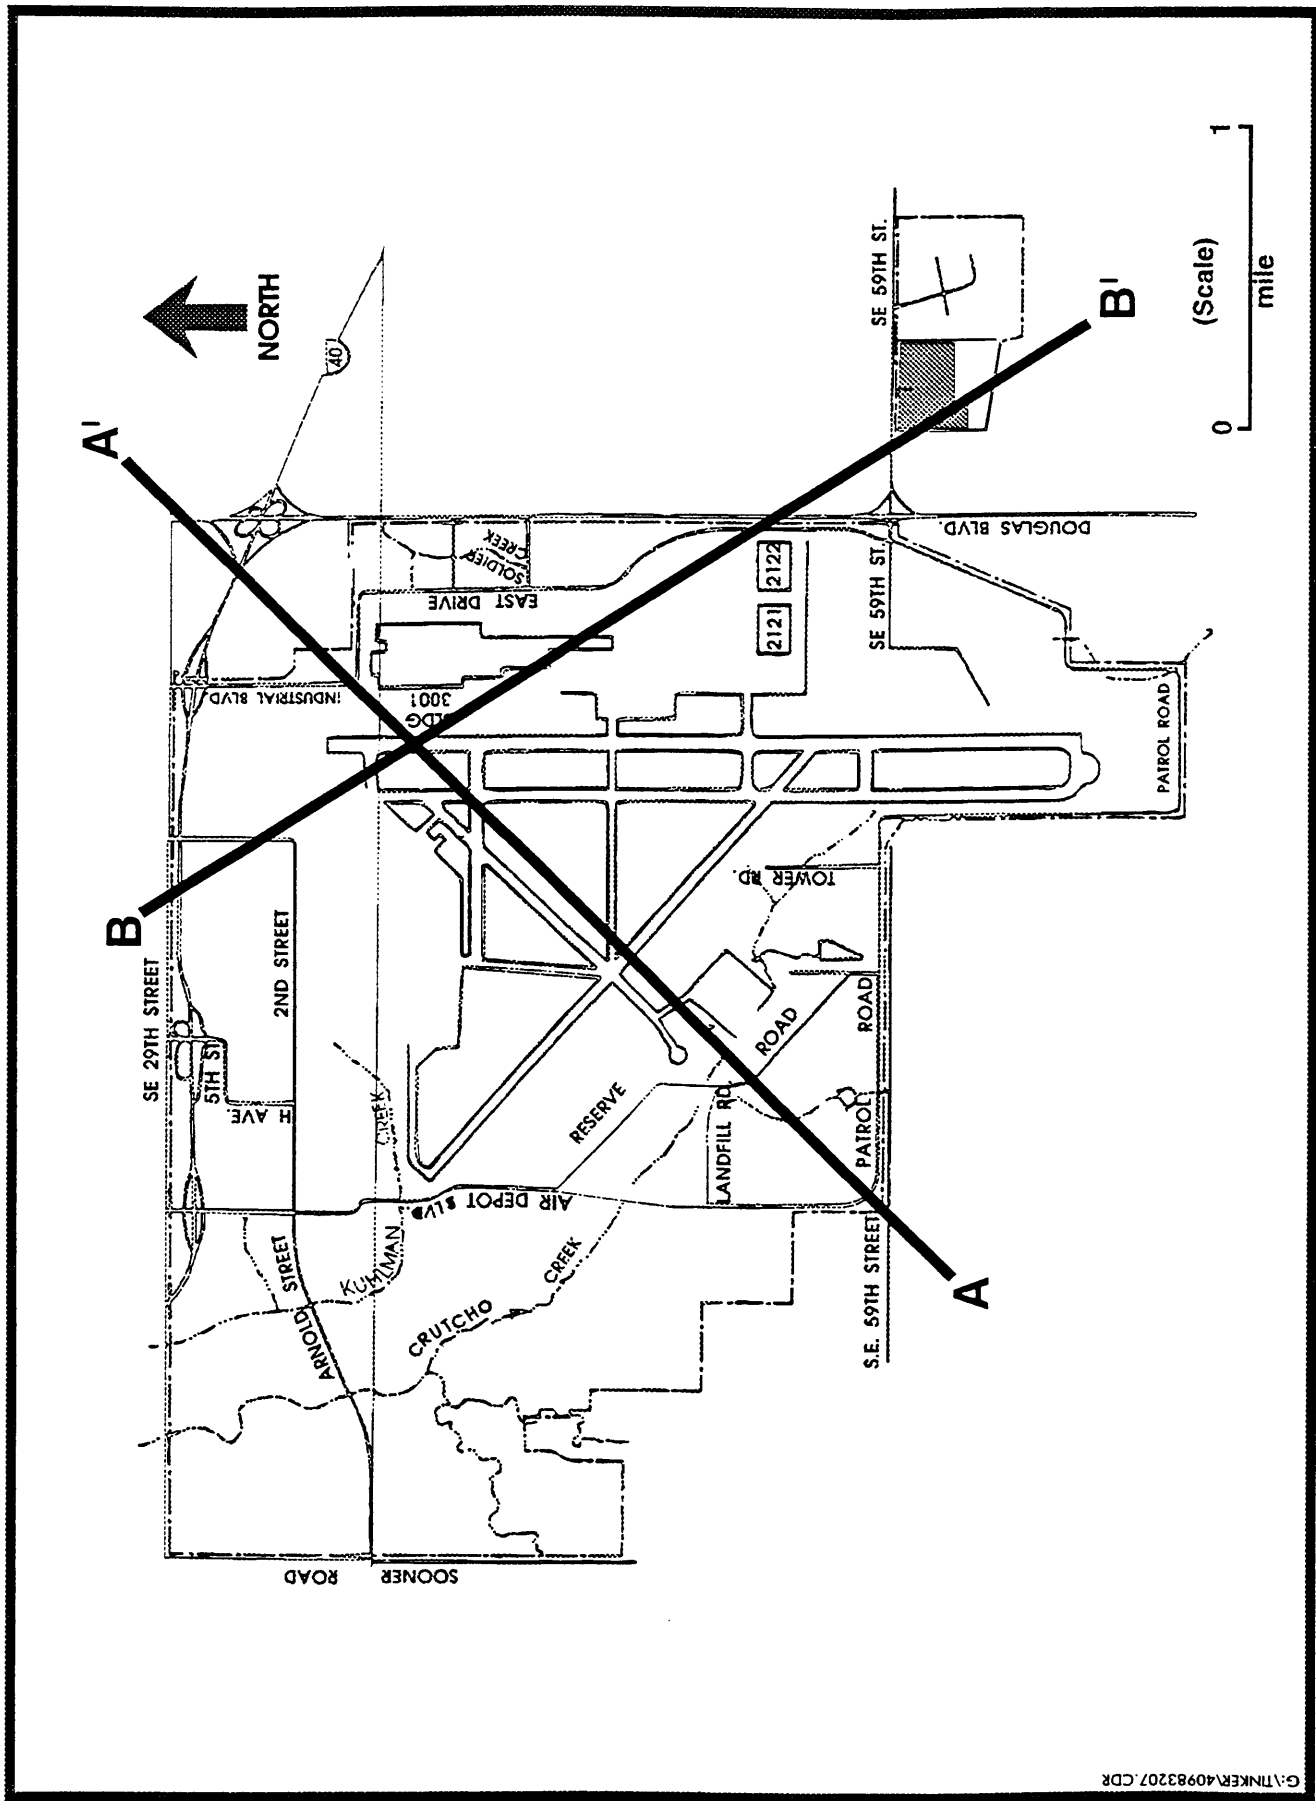 A'
B
NORTH
40
SE 29TH STREET
5TH ST
H AVE.
2ND STREET
INDUSTRIAL BLVD.
BLDG
3001
EAST DRIVE
SOLDIER
CREEK
ARNOLD
STREET
KUHLMAN
CREEK
CRUTCHO
CREEK
AIR DEPOT BLVD
ROAD
SOONER
RESERVE
ROAD
LANDFILL RD.
PATROL
ROAD
TOWER RD.
2121
2122
SE 59TH ST.
SE 59TH ST.
S.E. 59TH STREET
DOUGLAS BLVD.
PATROL ROAD
A
B'
(Scale)
0
1
mile
G:\TINKER\40983207.CDR